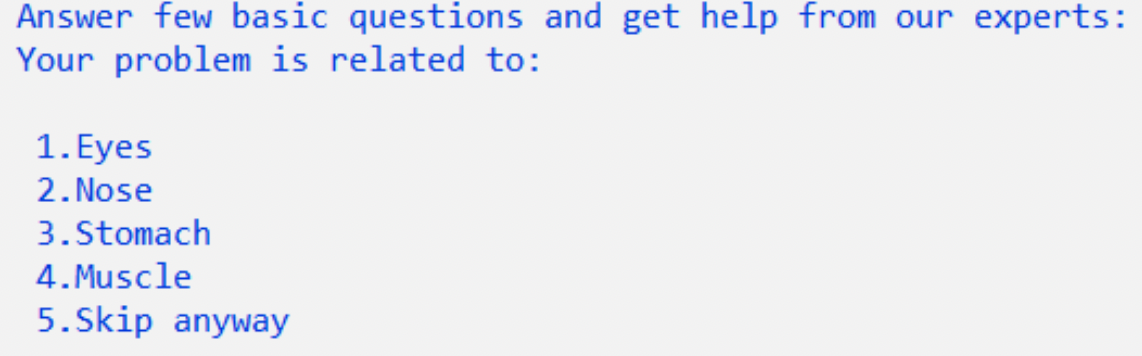 Answer few basic questions and get help from our experts:
Your problem is related to:
1.Eyes
2.Nose
3.Stomach
4.Muscle
5.Skip anyway